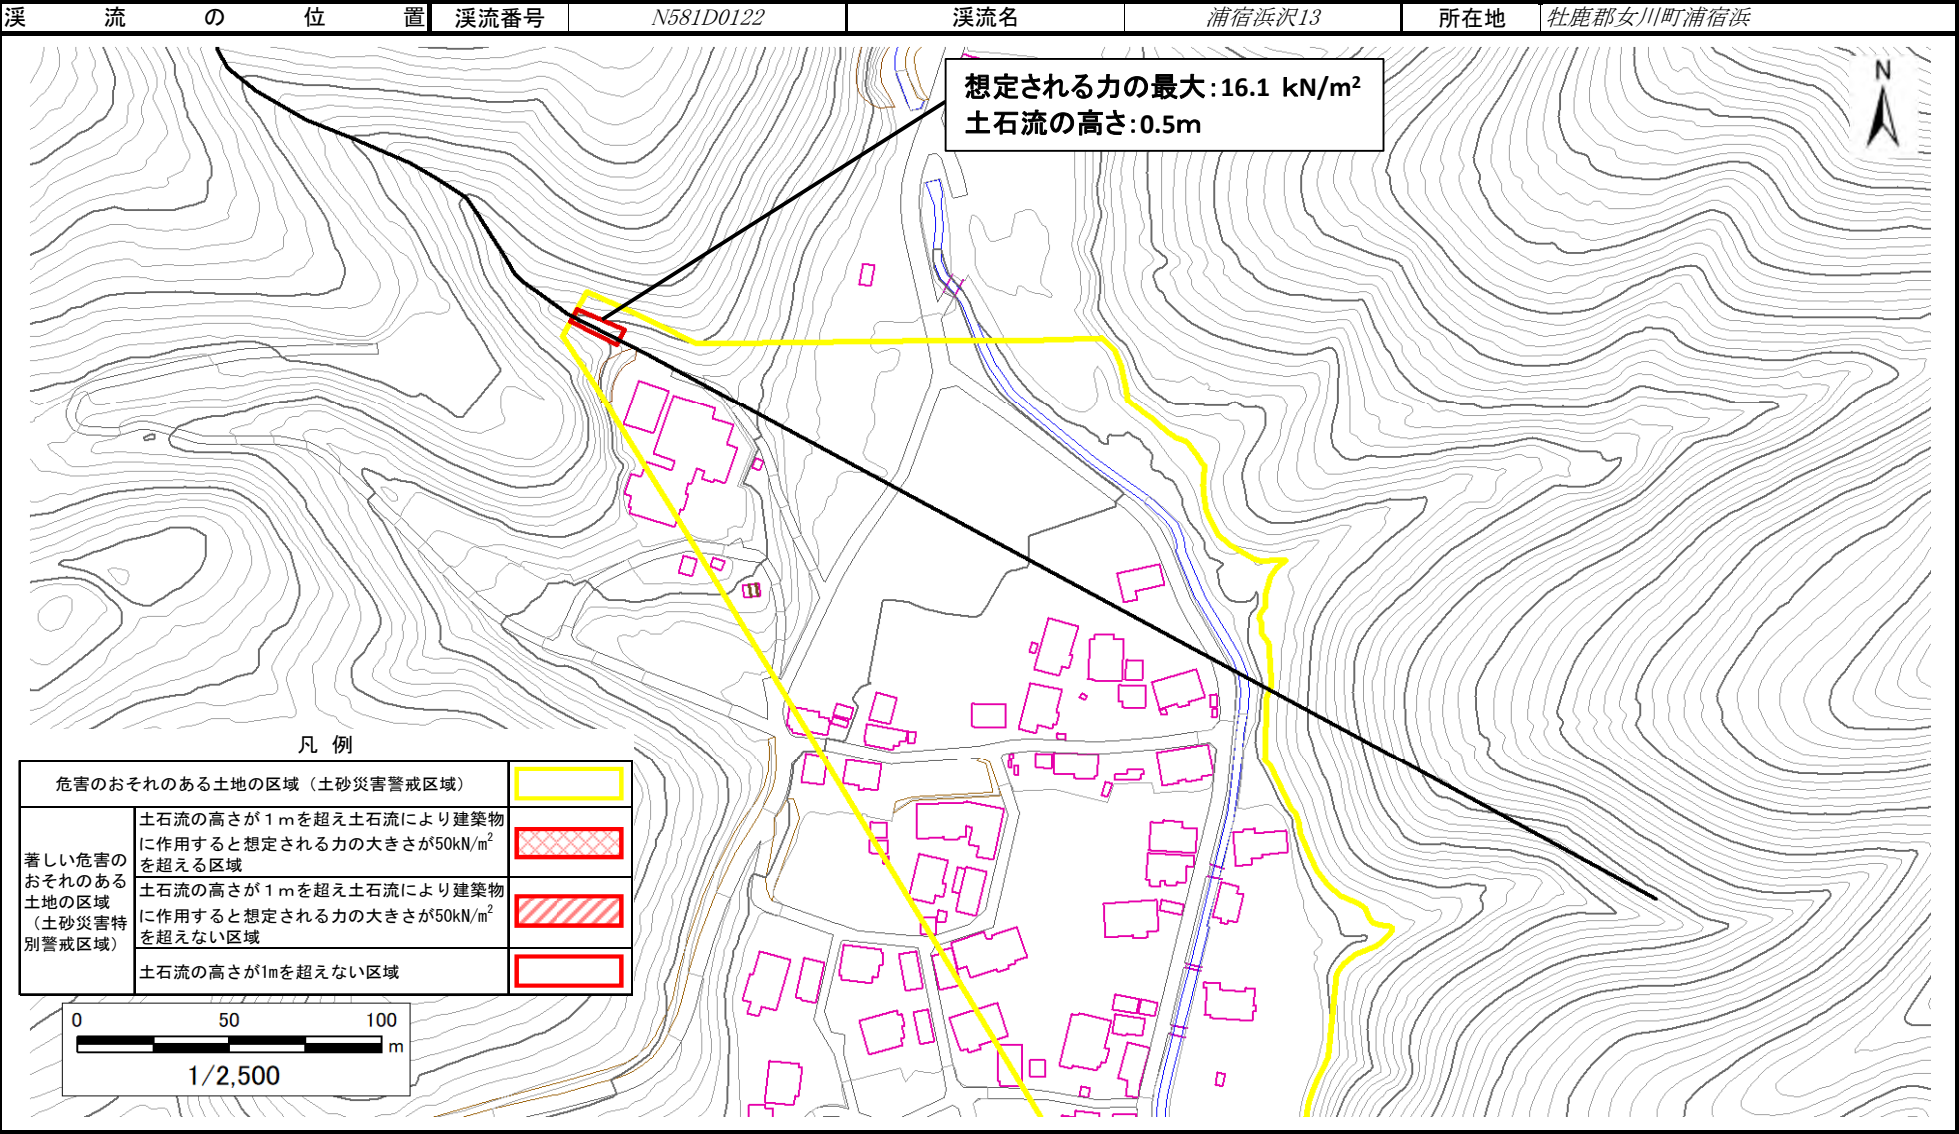 渓流の位置 渓流番号 N581D0122 渓流名 浦宿浜沢13 所在地 牡鹿郡女川町浦宿浜
想定される力の最大:16.1 kN/m²
土石流の高さ:0.5m
N
凡 例
危害のおそれのある土地の区域（土砂災害警戒区域）
著しい危害の
おそれのある
土地の区域
（土砂災害特
別警戒区域）
土石流の高さが１ｍを超え土石流により建築物
に作用すると想定される力の大きさが50kN/m²
を超える区域
土石流の高さが１ｍを超え土石流により建築物
に作用すると想定される力の大きさが50kN/m²
を超えない区域
土石流の高さが1mを超えない区域
0 50 100
m
1/2,500